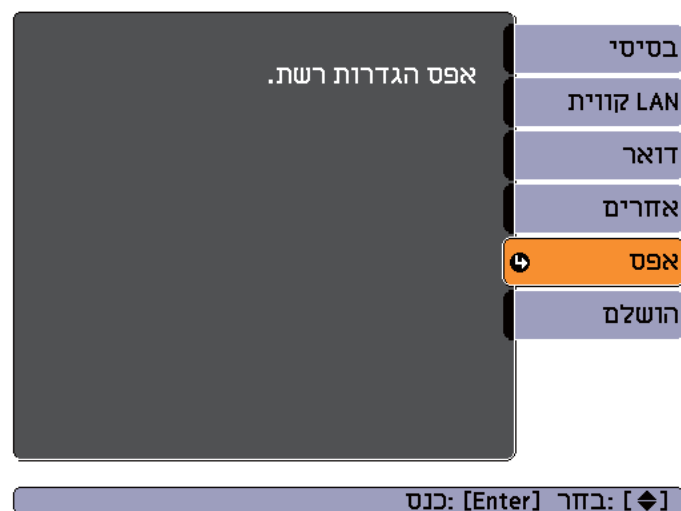 אפס הגדרות רשת.
בסיסי
LAN קווית
דואר
אחרים
אפס
הושלם
[◆]: בחר [Enter]: כנס